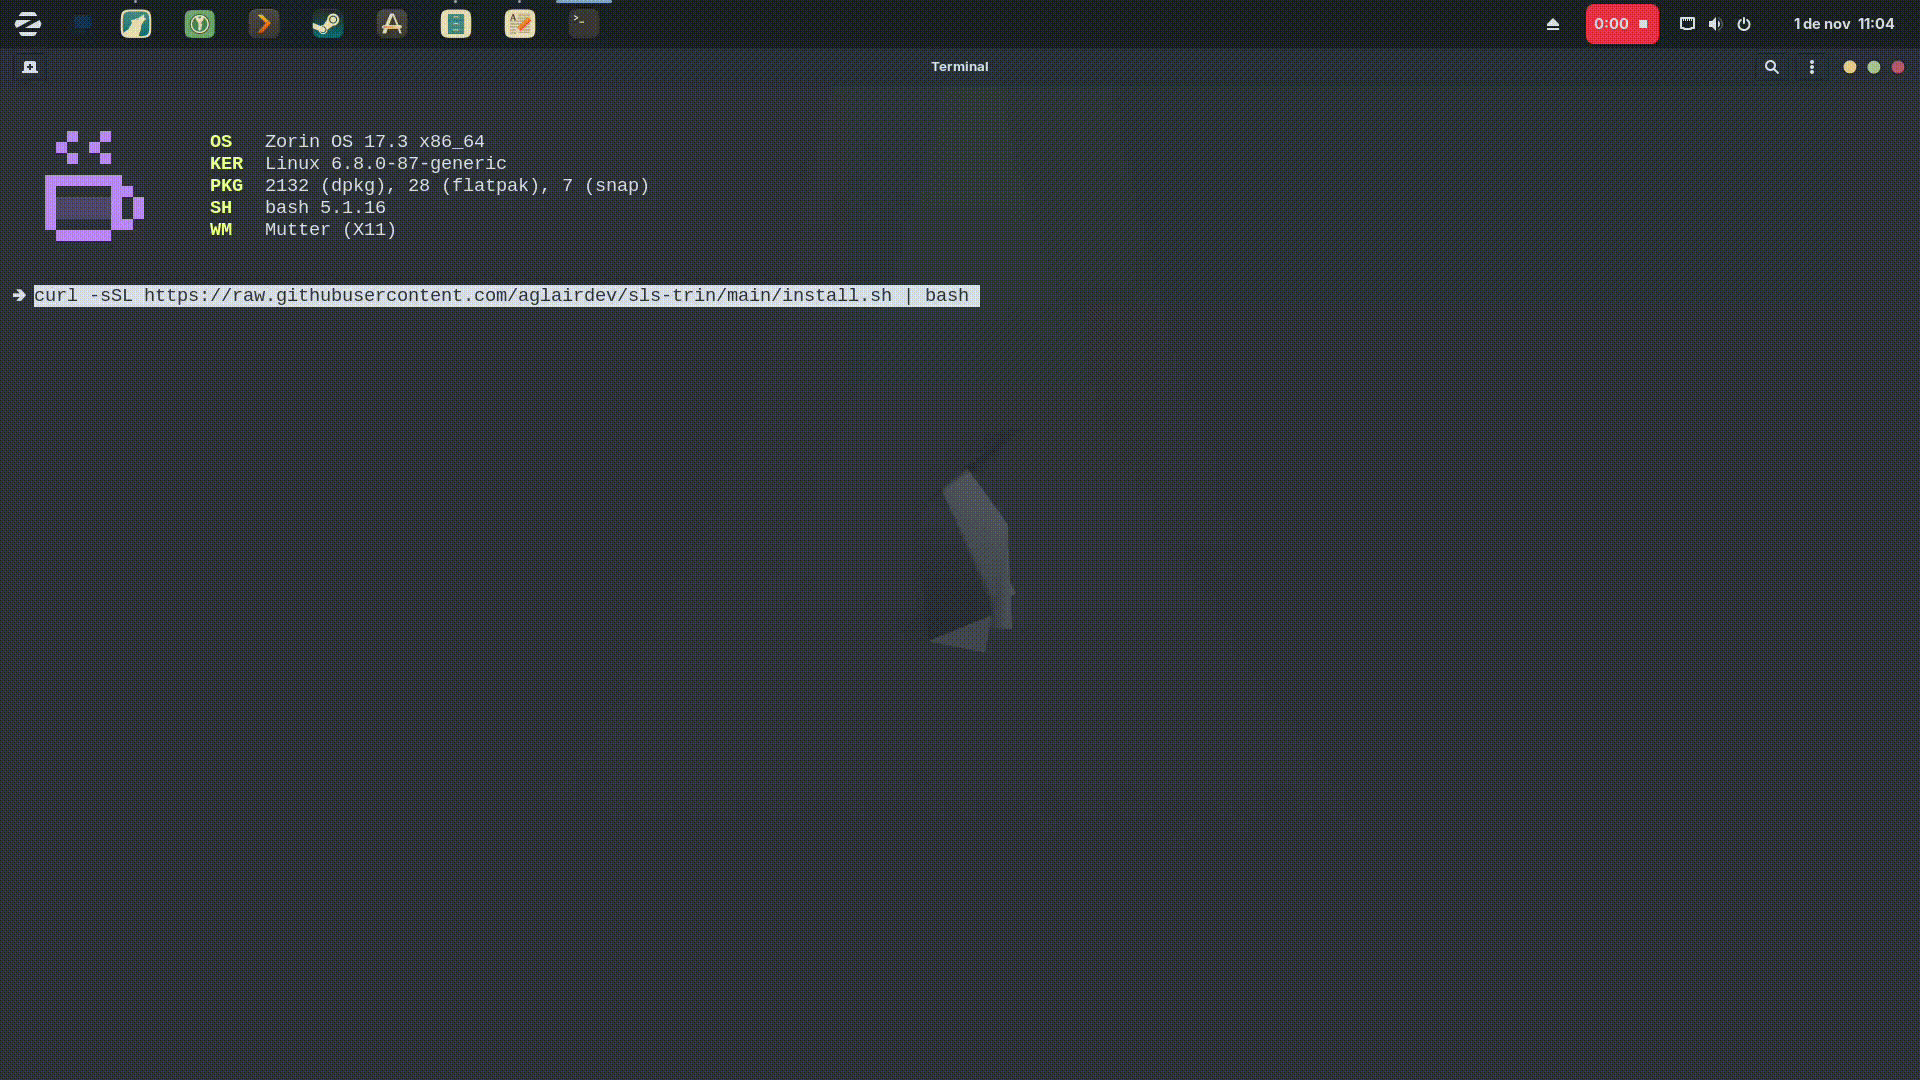 0:00
1 de nov 11:04
Terminal
OS Zorin OS 17.3 x86_64
KER Linux 6.8.0-87-generic
PKG 2132 (dpkg), 28 (flatpak), 7 (snap)
SH bash 5.1.16
WM Mutter (X11)
➜ curl -sSL https://raw.githubusercontent.com/aglairdev/sls-trin/main/install.sh | bash